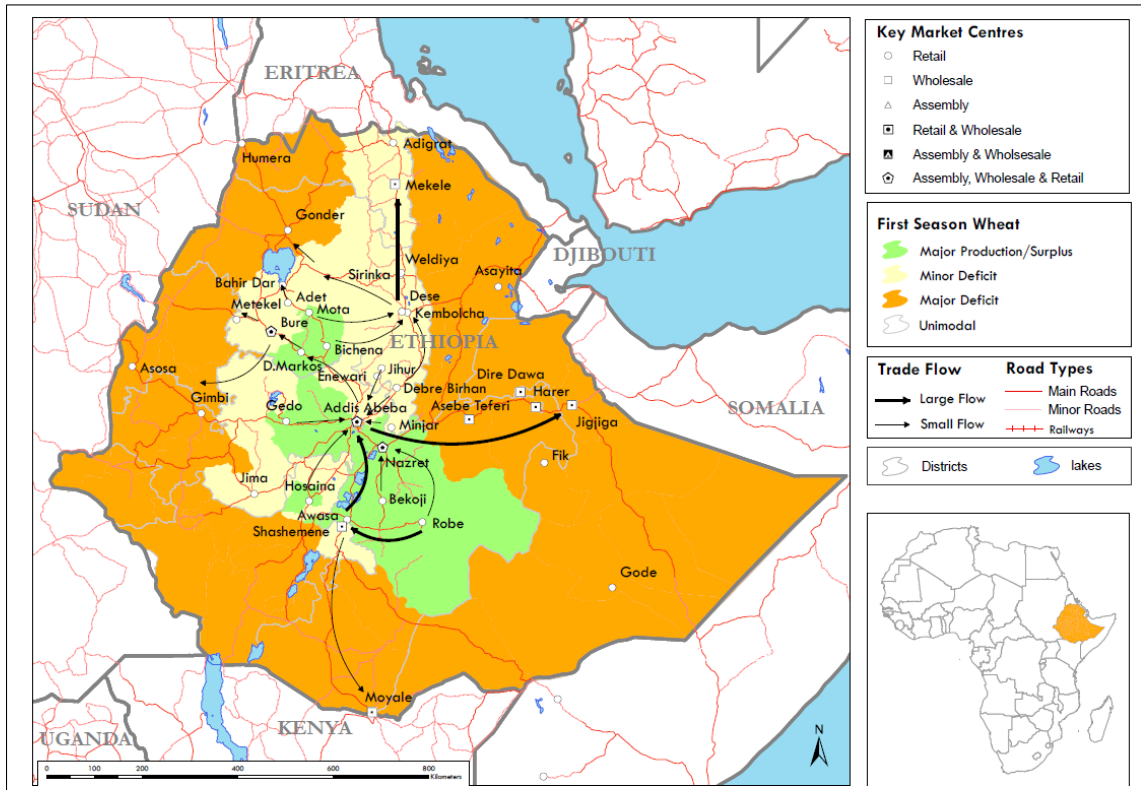 ERITREA
Humera
Adigrat
Mekele
SUDAN
Gonder
DJIBOUTI
Weldiya
Sirinka
Asayita
Bahir Dar
Adet
Dese
Metekel
Mota
Kembolcha
Bure
ETHIOPIA
Bichena
D.Markos
Jihur
Asosa
Enewari
Dire Dawa
Debre Birhan
Harer
Gimbi
Gedo
Addis Abeba
Asebe Teferi
SOMALIA
Minjar
Jigjiga
Nazret
Fik
Jima
Hosaina
Bekoji
Awasa
Shashemene
Robe
Gode
Moyale
KENYA
UGANDA
N
0 100 200 400 600 800
Kilometers
Key Market Centres
Retail
Wholesale
Assembly
Retail & Wholesale
Assembly & Wholsesale
Assembly, Wholesale & Retail
First Season Wheat
Major Production/Surplus
Minor Deficit
Major Deficit
Unimodal
Trade Flow
Large Flow
Small Flow
Road Types
Main Roads
Minor Roads
Railways
Districts
lakes